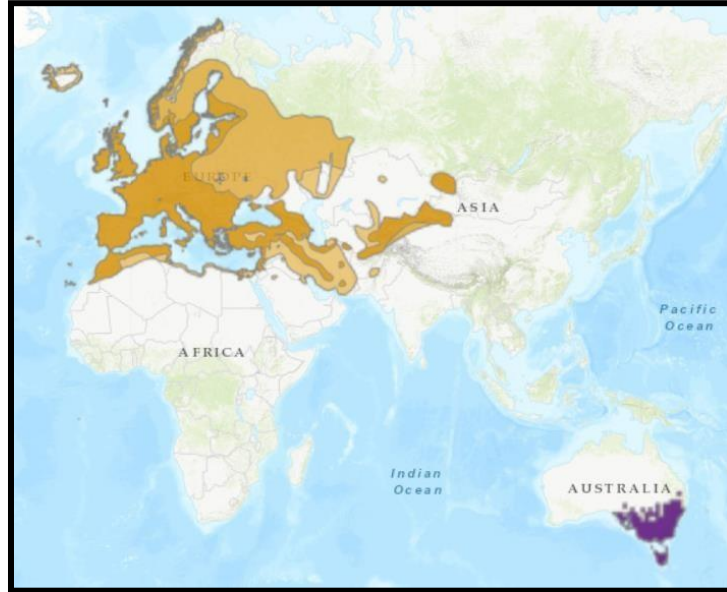 EUROPE
ASIA
Pacific
Ocean
AFRICA
Indian
Ocean
AUSTRALIA